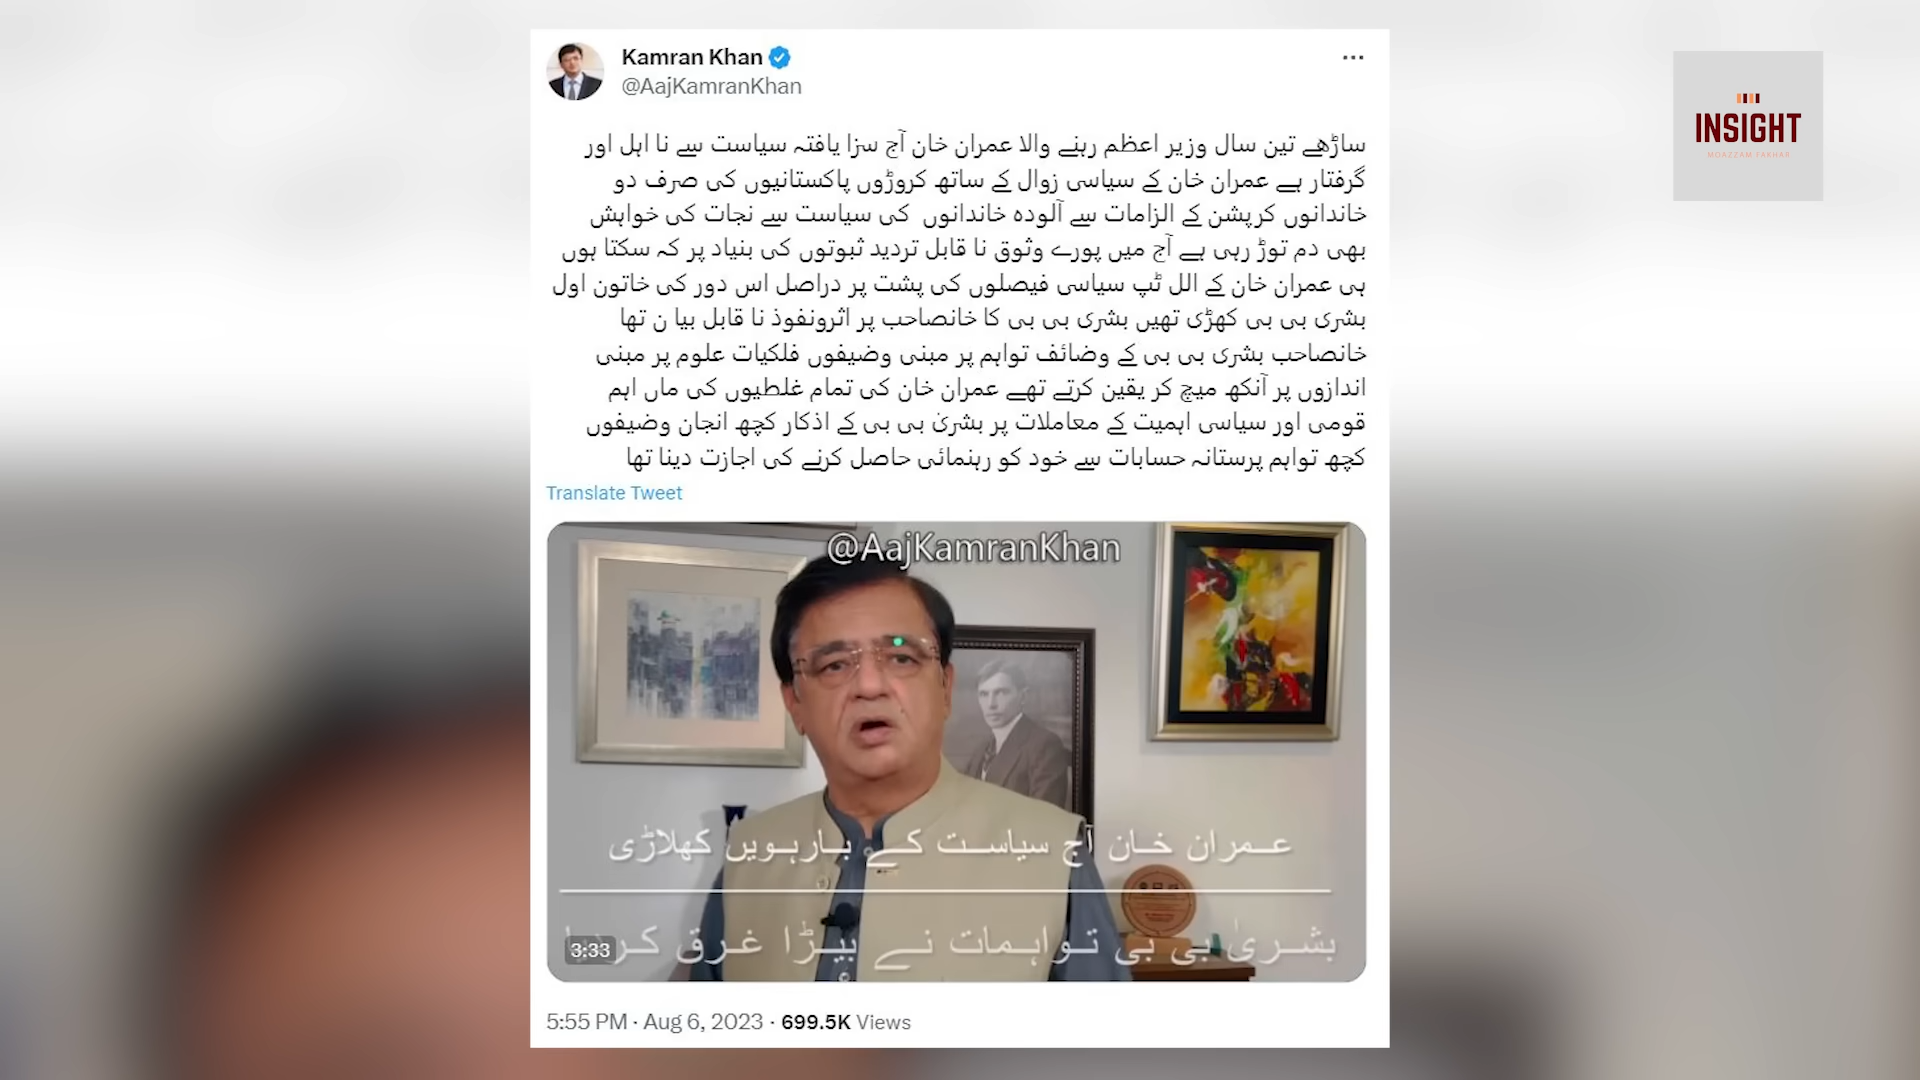 Kamran Khan
@AajKamranKhan
ساڑھے تین سال وزیر اعظم رہنے والا عمران خان آج سزا یافتہ سیاست سے نا اہل اور
گرفتار ہے عمران خان کے سیاسی زوال کے ساتھ کروڑوں پاکستانیوں کی صرف دو
خاندانوں کرپشن کے الزامات سے آلودہ خاندانوں کی سیاست سے نجات کی خواہش
بھی دم توڑ رہی ہے آج میں پورے وثوق نا قابل تردید ثبوتوں کی بنیاد پر کہ سکتا ہوں
ہی عمران خان کے الل ٹپ سیاسی فیصلوں کی پشت پر دراصل اس دور کی خاتون اول
بشری بی بی کھڑی تھیں بشری بی بی کا خانصاحب پر اثرونفوذ نا قابل بیا ن تھا
خانصاحب بشری بی بی کے وضائف تواہم پر مبنی وضیفوں فلکیات علوم پر مبنی
اندازوں پر آنکھ میچ کر یقین کرتے تھے عمران خان کی تمام غلطیوں کی ماں اہم
قومی اور سیاسی اہمیت کے معاملات پر بشریٰ بی بی کے اذکار کچھ انجان وضیفوں
کچھ تواہم پرستانہ حسابات سے خود کو رہنمائی حاصل کرنے کی اجازت دینا تھا
Translate Tweet
@AajKamranKhan
عمران خان آج سیاست کے بارہویں کھلاڑی
بشریٰ بی بی تواہمات نے بیڑا غرق کردیا
3:33
5:55 PM · Aug 6, 2023 · 699.5K Views
INSIGHT
MOAZZAM FAKHAR